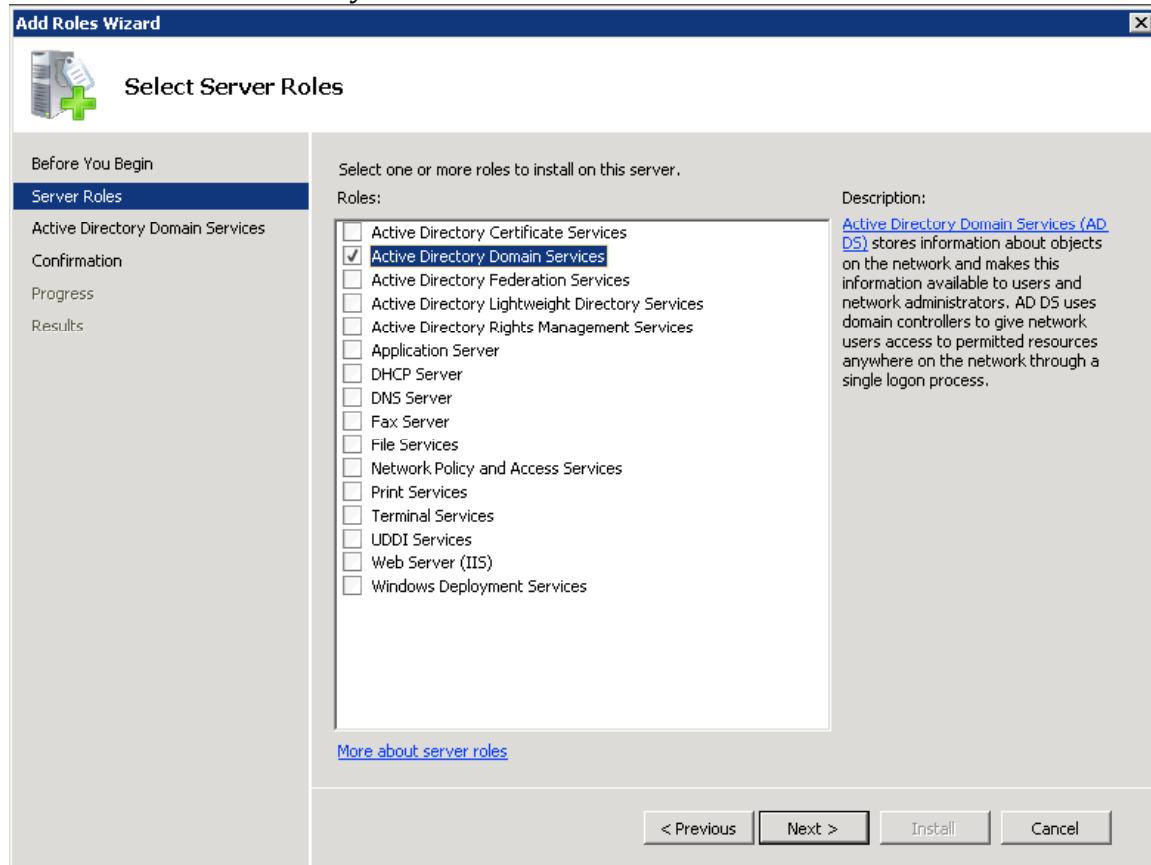 Add Roles Wizard
Select Server Roles
Before You Begin
Server Roles
Active Directory Domain Services
Confirmation
Progress
Results
Select one or more roles to install on this server.
Roles:
Active Directory Certificate Services
Active Directory Domain Services
Active Directory Federation Services
Active Directory Lightweight Directory Services
Active Directory Rights Management Services
Application Server
DHCP Server
DNS Server
Fax Server
File Services
Network Policy and Access Services
Print Services
Terminal Services
UDDI Services
Web Server (IIS)
Windows Deployment Services
More about server roles
Description:
Active Directory Domain Services (AD
DS) stores information about objects
on the network and makes this
information available to users and
network administrators. AD DS uses
domain controllers to give network
users access to permitted resources
anywhere on the network through a
single logon process.
< Previous
Next >
Install
Cancel